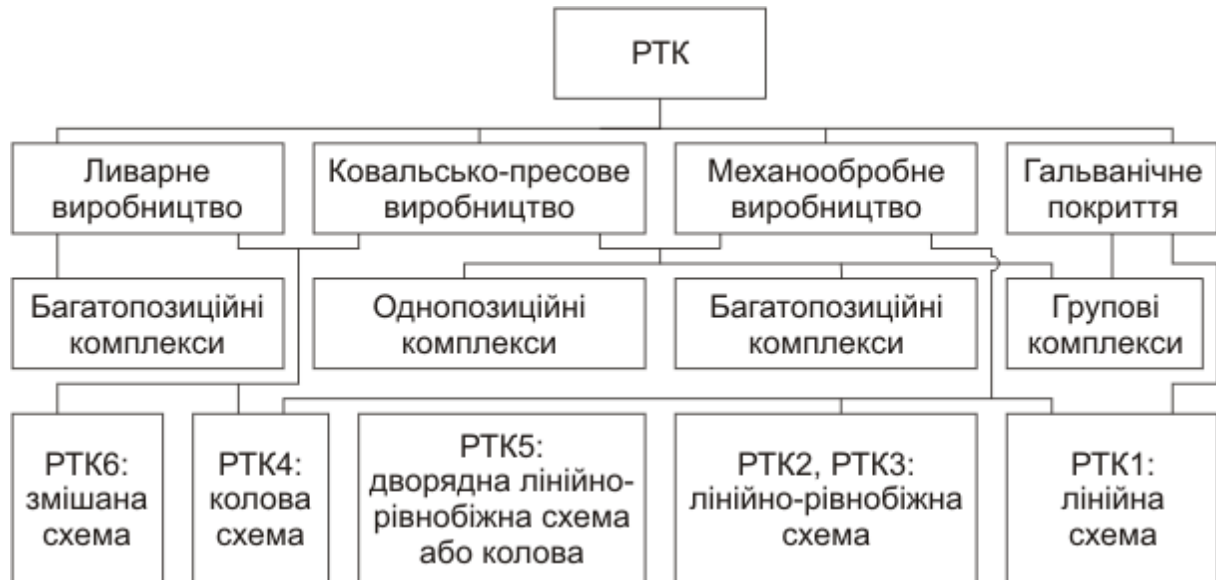 РТК
Ливарне
виробництво
Ковальсько-пресове
виробництво
Механообробне
виробництво
Гальванічне
покриття
Багатопозиційні
комплекси
Однопозиційні
комплекси
Багатопозиційні
комплекси
Групові
комплекси
РТК6:
змішана
схема
РТК4:
колова
схема
РТК5:
дворядна лінійно-
рівнобіжна схема
або колова
РТК2, РТК3:
лінійно-рівнобіжна
схема
РТК1:
лінійна
схема